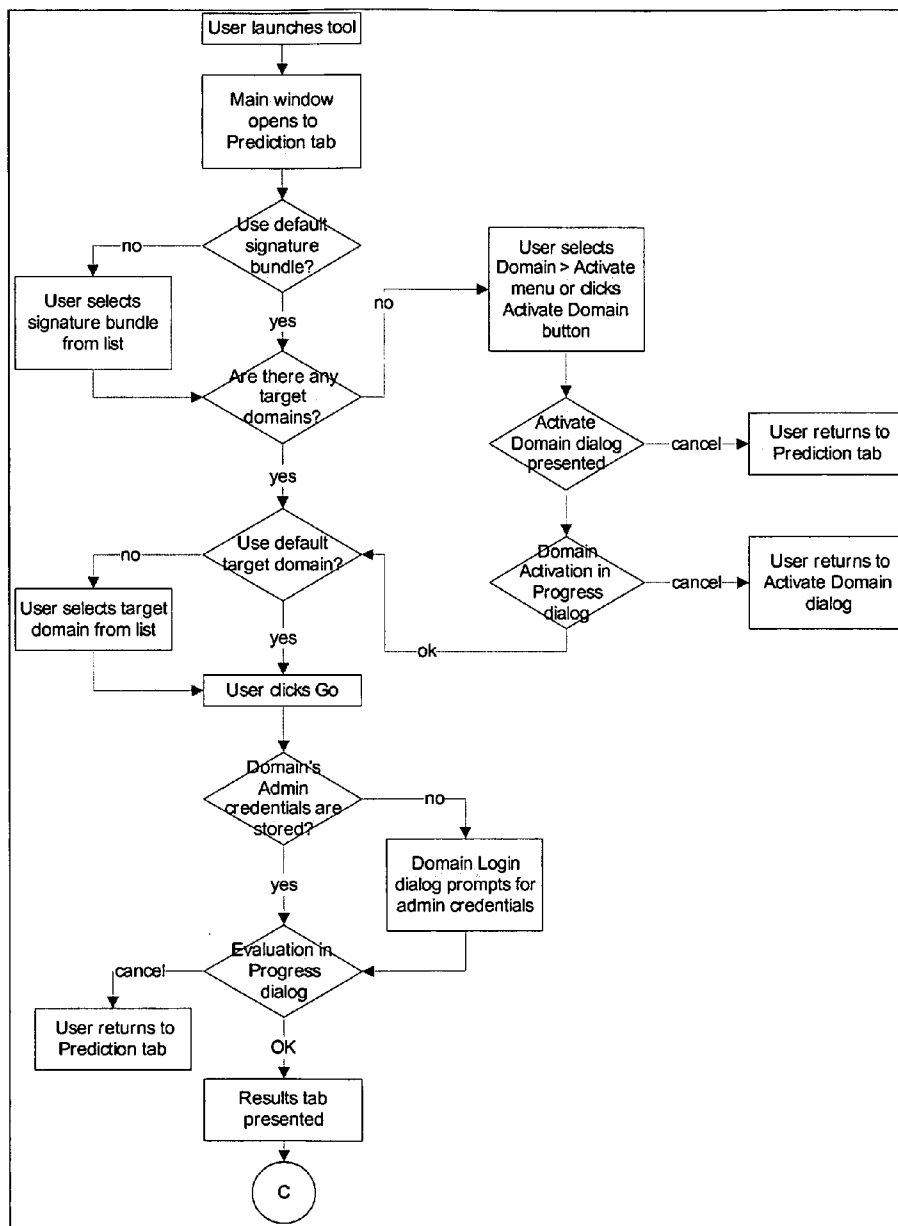 User launches tool
Main window
opens to
Prediction tab
Use default
signature
bundle?
no
User selects
signature bundle
from list
yes
no
User selects
Domain > Activate
menu or clicks
Activate Domain
button
Are there any
target
domains?
Activate
Domain dialog
presented
cancel
User returns to
Prediction tab
yes
Use default
target domain?
no
User selects target
domain from list
Domain
Activation in
Progress
dialog
cancel
User returns to
Activate Domain
dialog
yes
ok
User clicks Go
Domain's
Admin
credentials are
stored?
no
Domain Login
dialog prompts for
admin credentials
yes
Evaluation in
Progress
dialog
cancel
User returns to
Prediction tab
OK
Results tab
presented
C